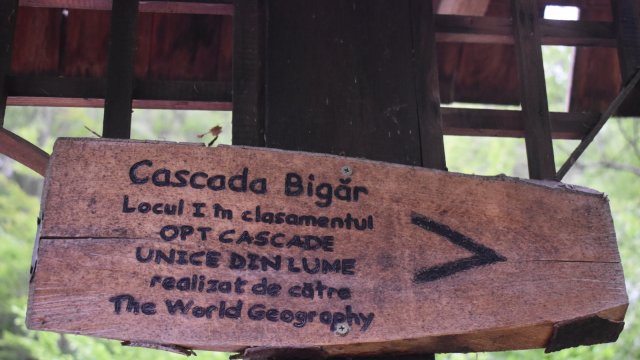 Cascada Bigăr
Locul I în clasamentul
OPT CASCADE
UNICE DIN LUME
realizat de către
The World Geography